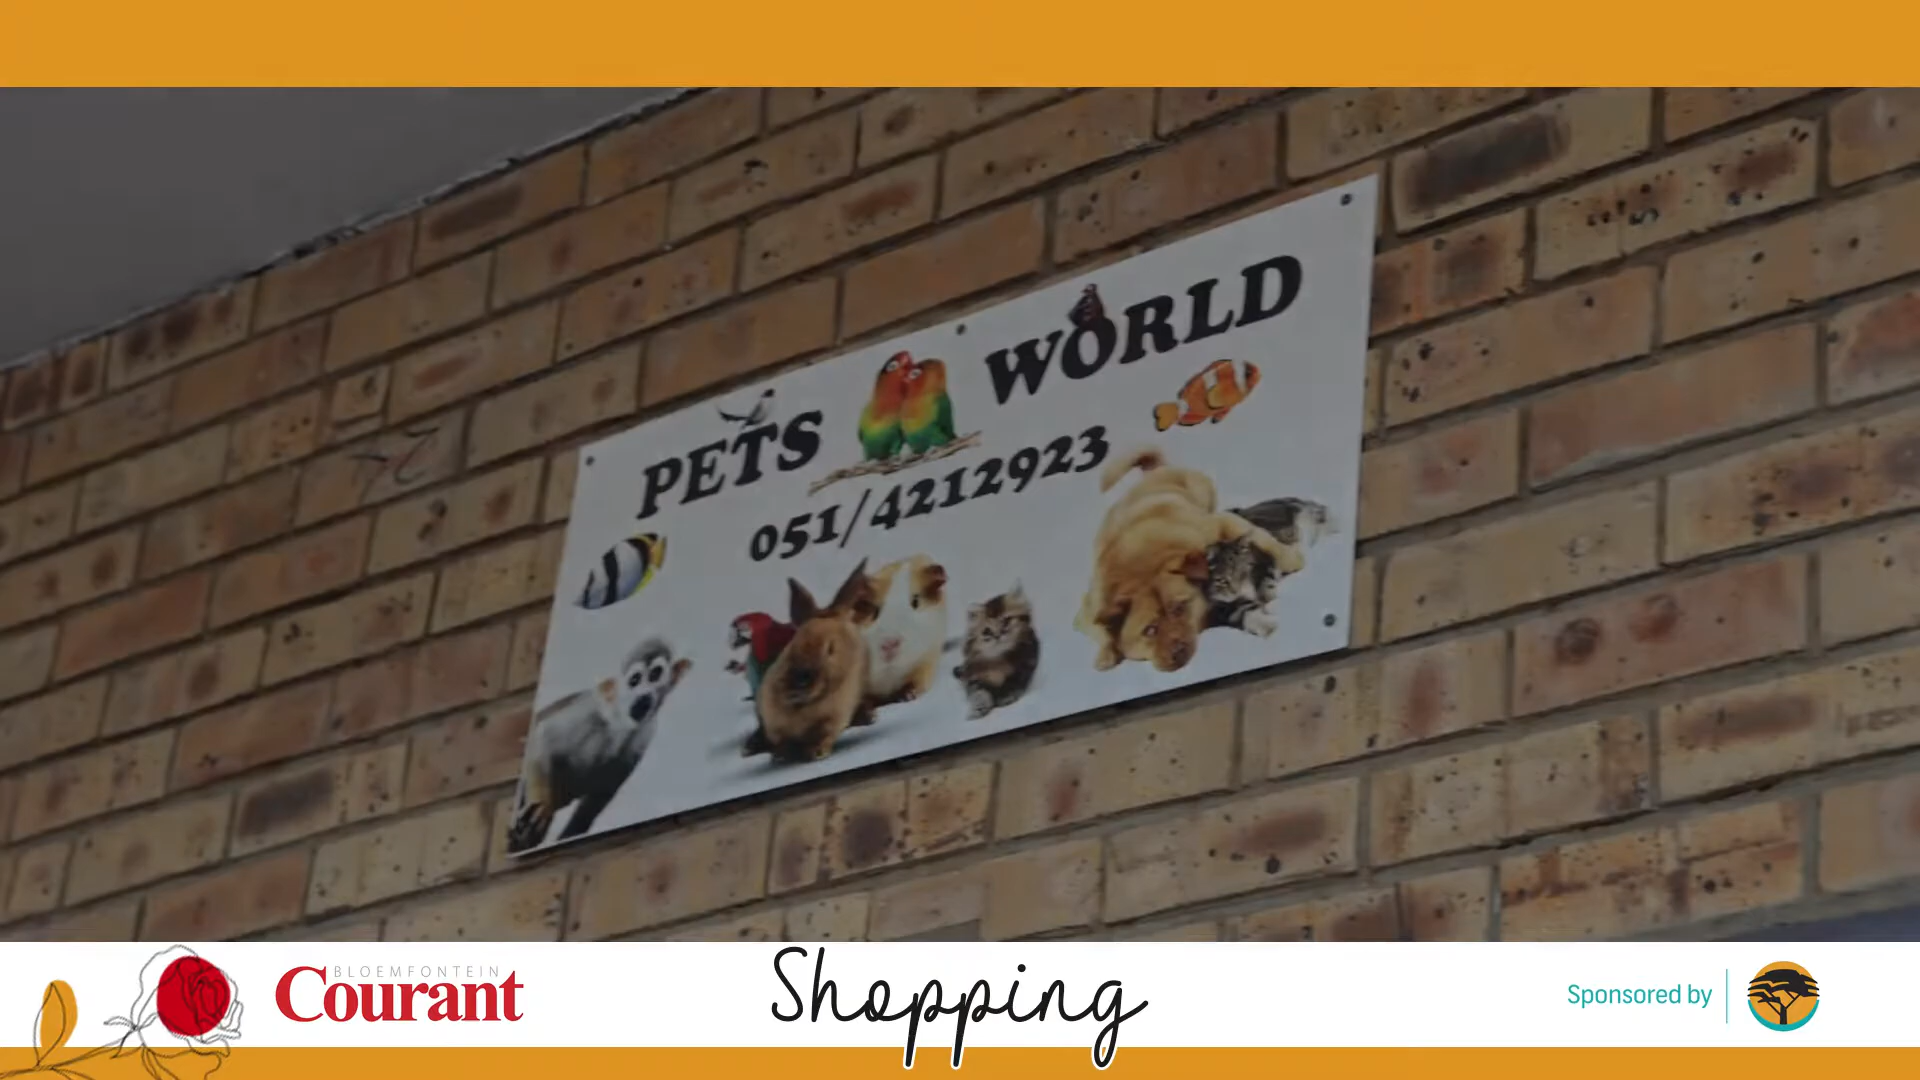 PETS WORLD
051/4212923
BLOEMFONTEIN
Courant
Shopping
Sponsored by